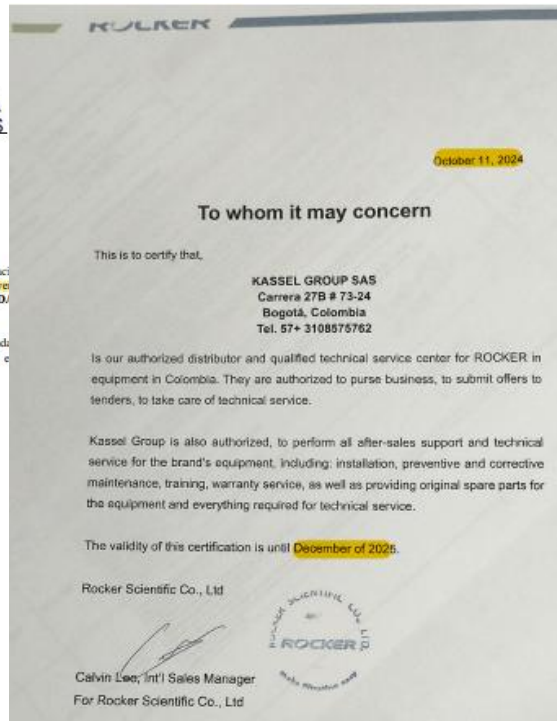 ROCKER
October 11, 2024
To whom it may concern
This is to certify that,
KASSEL GROUP SAS
Carrera 27B # 73-24
Bogotá, Colombia
Tel. 57+ 3108575762
Is our authorized distributor and qualified technical service center for ROCKER in
equipment in Colombia. They are authorized to purse business, to submit offers to
tenders, to take care of technical service.
Kassel Group is also authorized, to perform all after-sales support and technical
service for the brand's equipment, including: installation, preventive and corrective
maintenance, training, warranty service, as well as providing original spare parts for
the equipment and everything required for technical service.
The validity of this certification is until December of 2025.
Rocker Scientific Co., Ltd
ROCKER SCIENTIFIC CO., LTD.
ROCKER
Calvin Lee, Int'l Sales Manager
For Rocker Scientific Co., Ltd